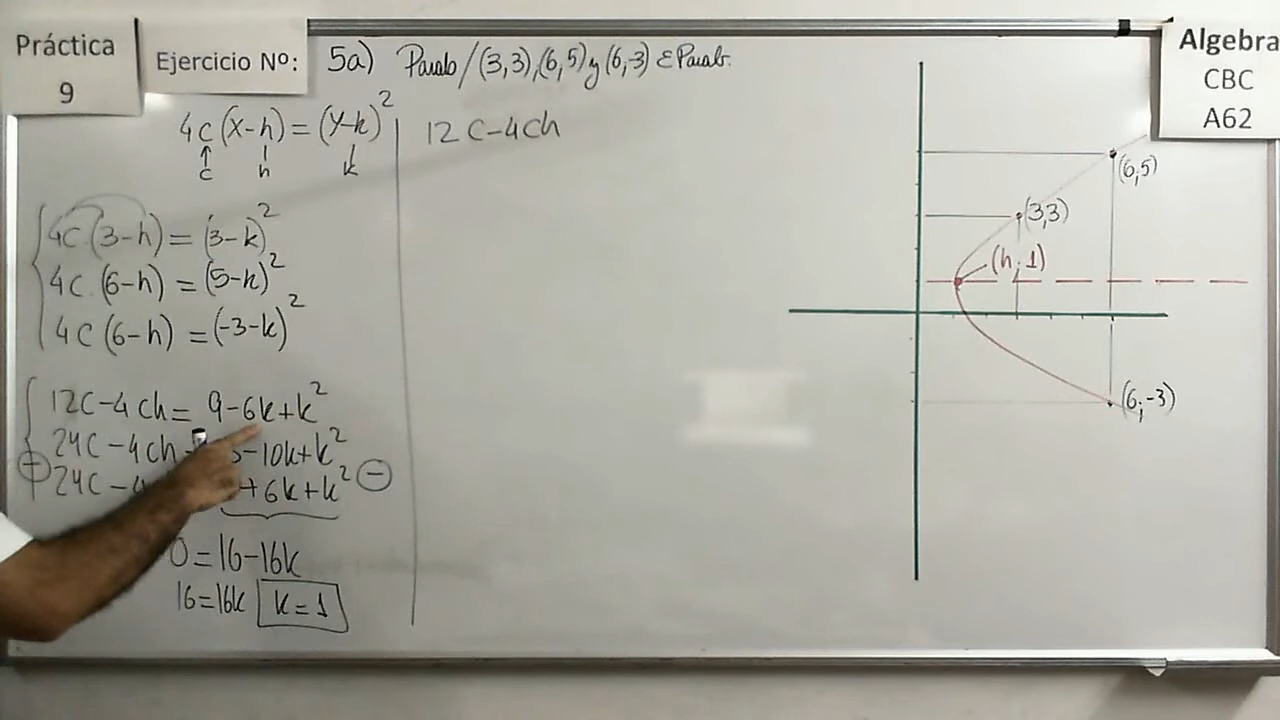 Práctica
9
Ejercicio Nº:
5a) Parab/(3,3),(6,5) y (6,-3) ε Parab.
Algebra
CBC
A62
4c(x-h)=(y-k)²
c h k
4c.(3-h)=(3-k)²
4c.(6-h)=(5-k)²
4c(6-h)=(-3-k)²
12c-4ch=9-6k+k²
24c-4ch -10k+k²
24c-4 +6k+k²
0=16-16k
16=16k k=1
12c-4ch
(6,5)
(3,3)
(h,1)
(6,-3)